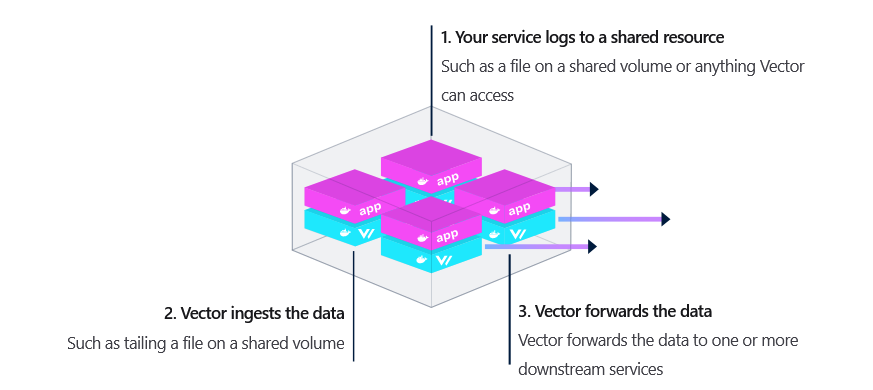 1. Your service logs to a shared resource
Such as a file on a shared volume or anything Vector
can access
app
app
app
app
2. Vector ingests the data
Such as tailing a file on a shared volume
3. Vector forwards the data
Vector forwards the data to one or more
downstream services